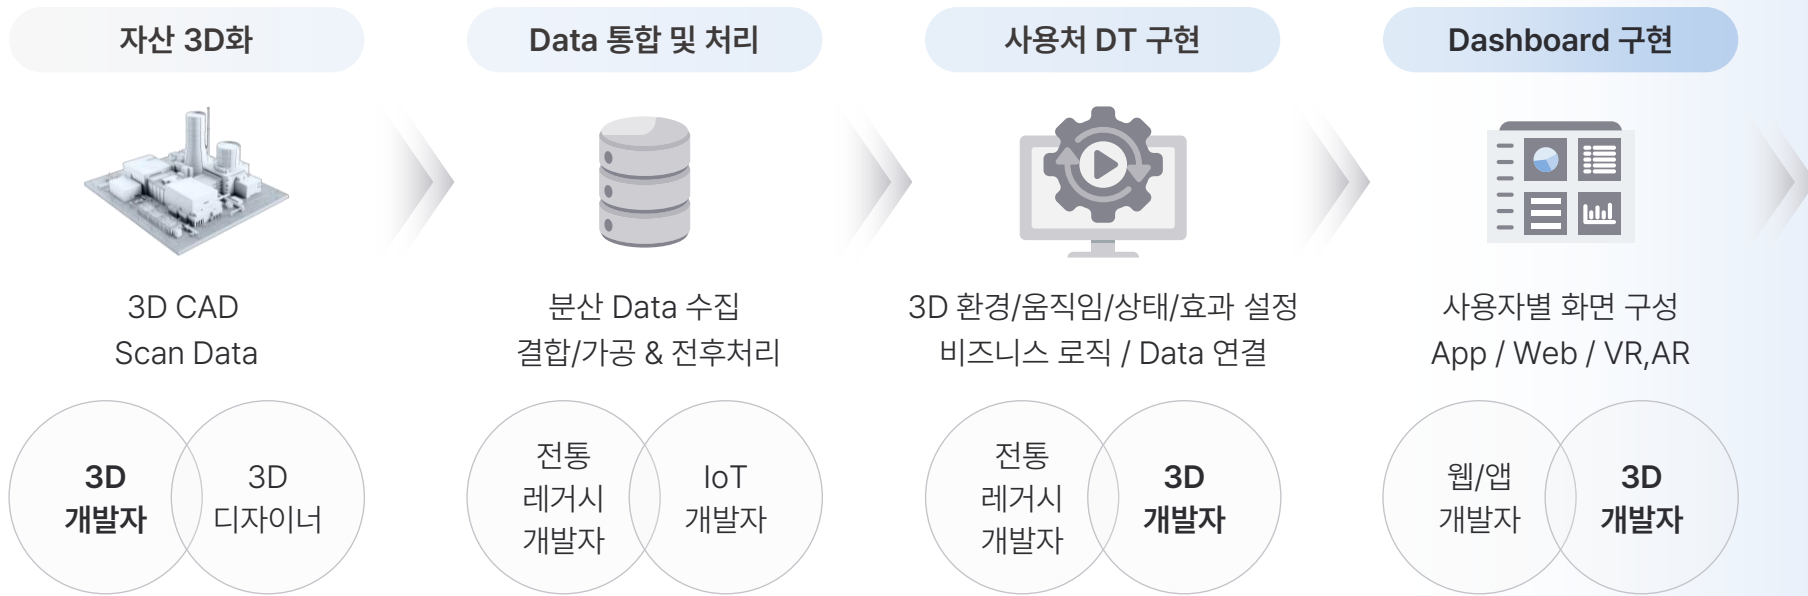 자산 3D화
3D CAD
Scan Data
3D
개발자
3D
디자이너
Data 통합 및 처리
분산 Data 수집
결합/가공 & 전후처리
전통
레거시
개발자
IoT
개발자
사용처 DT 구현
3D 환경/움직임/상태/효과 설정
비즈니스 로직 / Data 연결
전통
레거시
개발자
3D
개발자
Dashboard 구현
사용자별 화면 구성
App / Web / VR,AR
웹/앱
개발자
3D
개발자